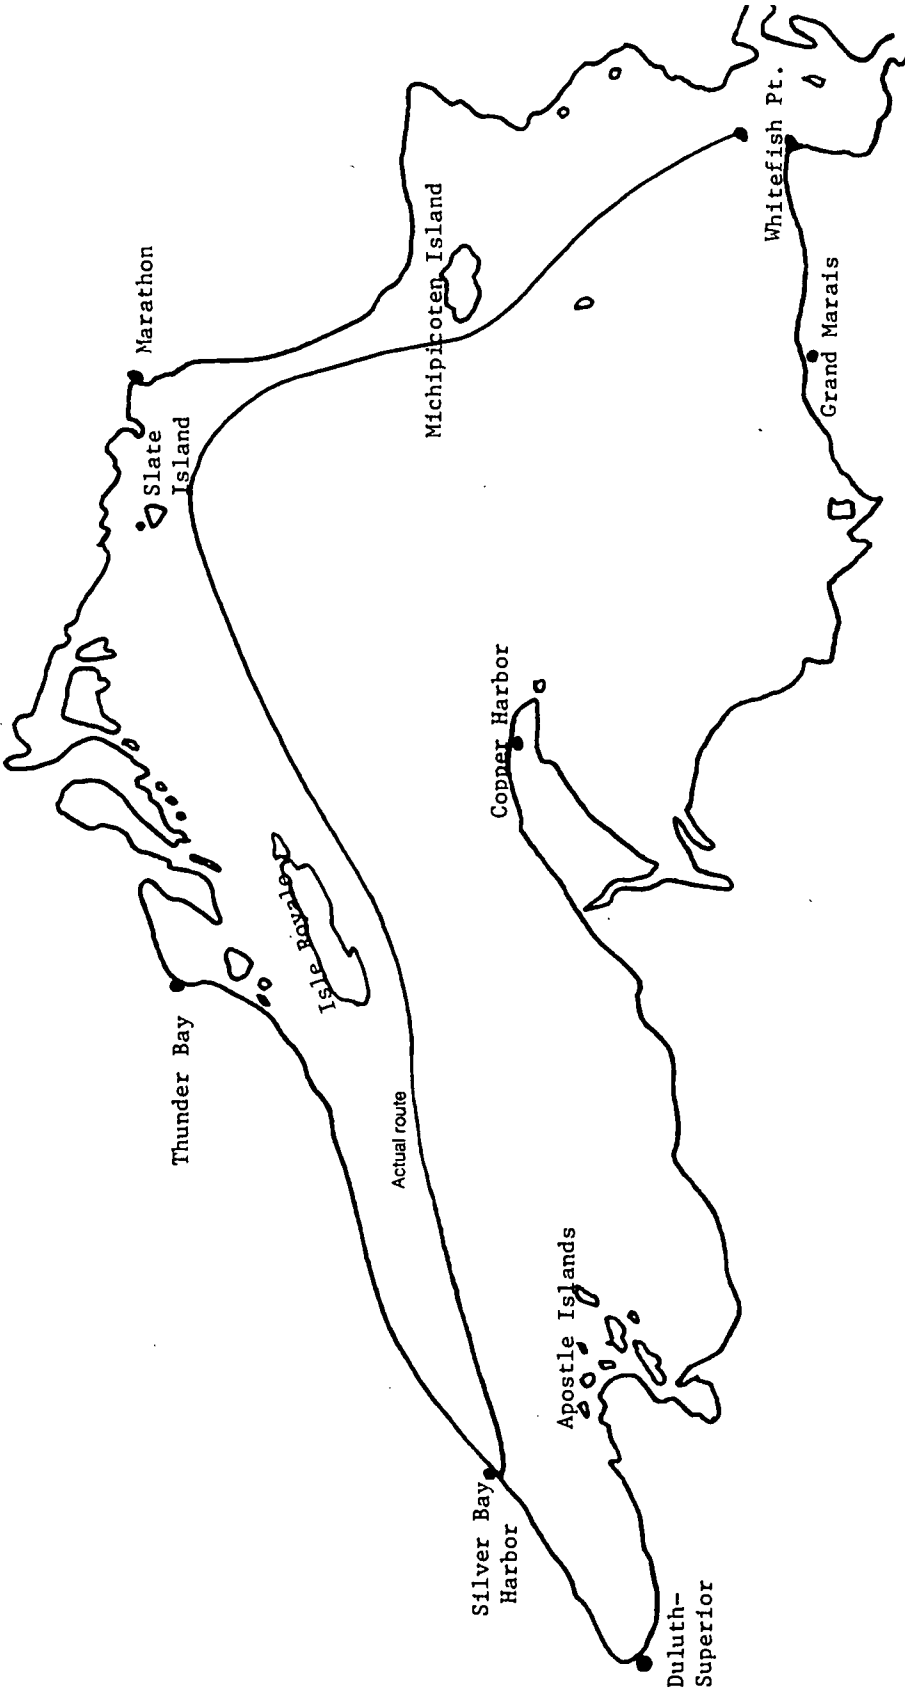 Marathon
Slate
Island
Michipicoten Island
Whitefish Pt.
Grand Marais
Thunder Bay
Isle Royale
Copper Harbor
Actual route
Apostle Islands
Silver Bay
Harbor
Duluth-
Superior